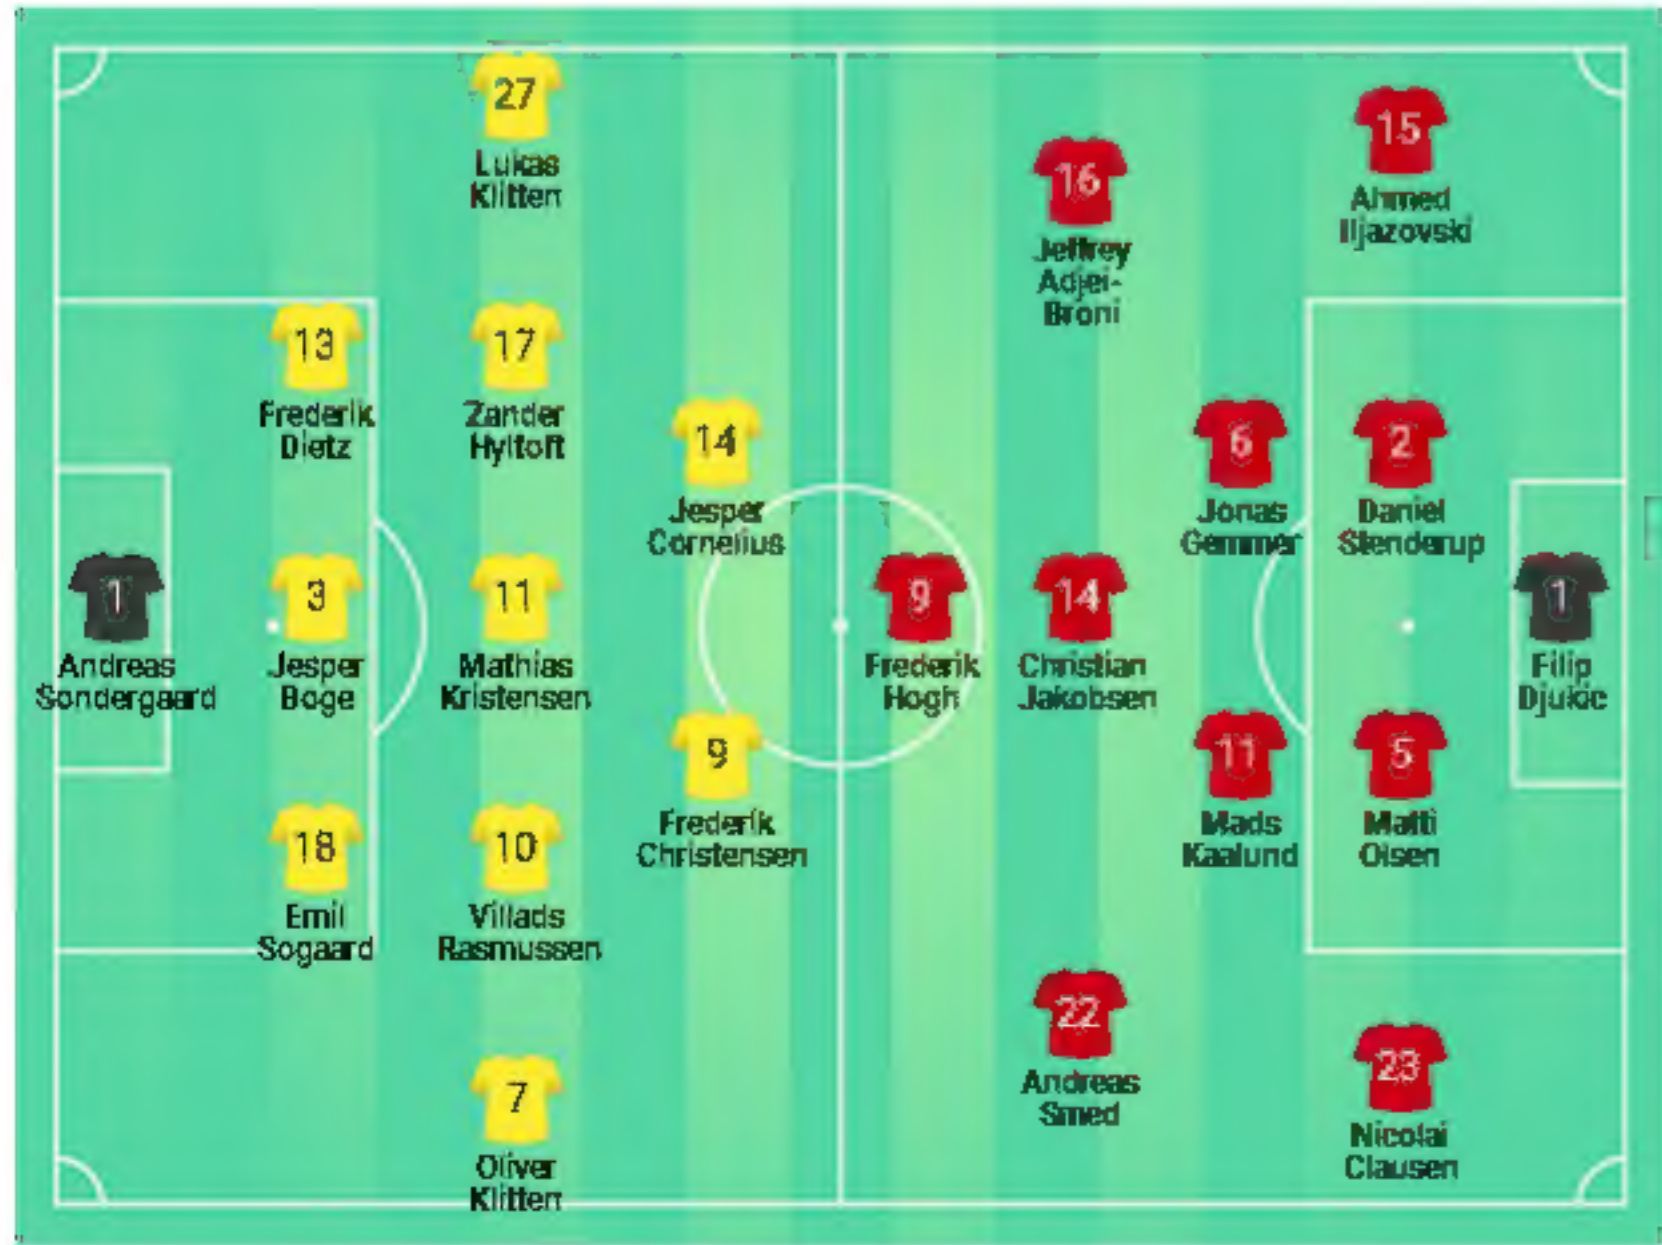 27
Lukas
Klitten
13
Frederik
Dietz
17
Zander
Hyltoft
14
Jesper
Cornelius
1
Andreas
Sondergaard
3
Jesper
Boge
11
Mathias
Kristensen
9
Frederik
Christensen
18
Emil
Sogaard
10
Villads
Rasmussen
7
Oliver
Klitten
16
Jeffrey
Adjei-
Broni
15
Ahmed
Iljazovski
6
Jonas
Gemmer
2
Daniel
Stenderup
9
Frederik
Hogh
14
Christian
Jakobsen
1
Filip
Djukic
11
Mads
Kaalund
5
Matti
Olsen
22
Andreas
Smed
23
Nicolai
Clausen